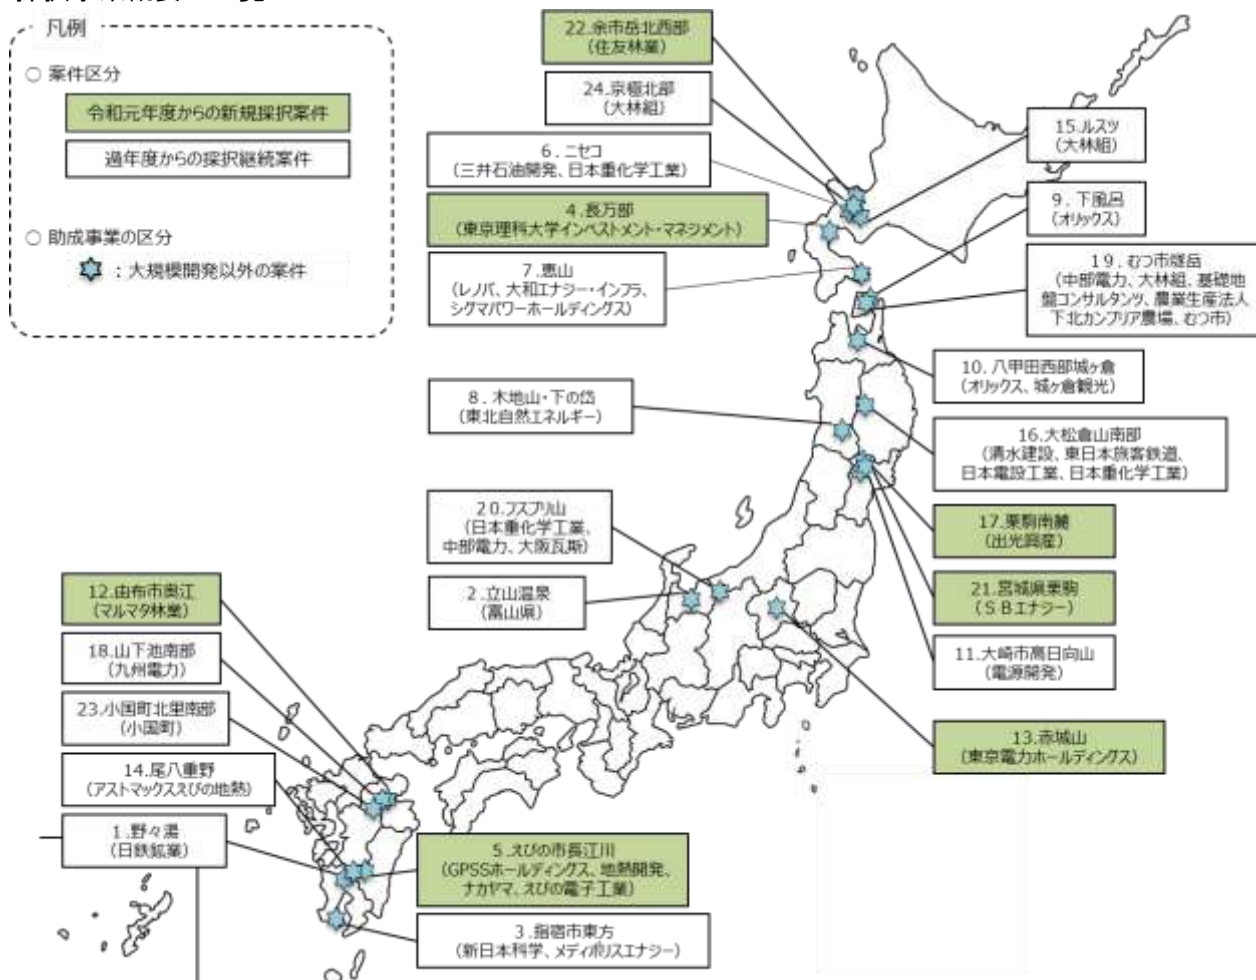 凡例
○ 案件区分
令和元年度からの新規採択案件
過年度からの採択継続案件
○ 助成事業の区分
：大規模開発以外の案件
22.余市岳北西部
(住友林業)
24.京極北部
(大林組)
6．ニセコ
(三井石油開発、日本重化学工業)
4.長万部
(東京理科大学インベストメント・マネジメント)
7．恵山
(レノバ、大和エナジー・インフラ、
シグマパワーホールディングス)
15.ルスツ
(大林組)
9．下風呂
(オリックス)
19．むつ市燧岳
(中部電力、大林組、基礎地
盤コンサルタンツ、農業生産法人
下北カンブリア農場、むつ市)
10．八甲田西部城ヶ倉
(オリックス、城ヶ倉観光)
8．木地山・下の岱
(東北自然エネルギー)
16.大松倉山南部
(清水建設、東日本旅客鉄道、
日本電設工業、日本重化学工業)
17.栗駒南麓
(出光興産)
21.宮城県栗駒
(ＳＢエナジー)
11.大崎市高日向山
(電源開発)
13.赤城山
(東京電力ホールディングス)
20.フスブリ山
(日本重化学工業、
中部電力、大阪瓦斯)
2.立山温泉
(富山県)
12.由布市奥江
(マルマタ林業)
18.山下池南部
(九州電力)
23.小国町北里南部
(小国町)
14.尾八重野
(アストマックスえびの地熱)
1.野々湯
(日鉄鉱業)
5.えびの市長江川
(GPSSホールディングス、地熱開発、
ナカヤマ、えびの電子工業)
3.指宿市東方
(新日本科学、メディポリスエナジー)